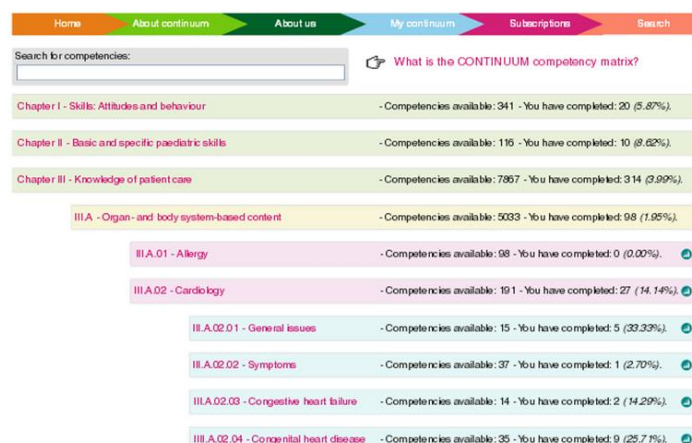 Home About continuum About us My continuum Subscriptions Search
Search for competencies:
What is the CONTINUUM competency matrix?
Chapter I - Skills: Attitudes and behaviour - Competencies available: 341 - You have completed: 20 (5.87%).
Chapter II - Basic and specific paediatric skills - Competencies available: 116 - You have completed: 10 (8.62%).
Chapter III - Knowledge of patient care - Competencies available: 7867 - You have completed: 314 (3.99%).
III.A - Organ- and body system-based content - Competencies available: 5033 - You have completed: 98 (1.95%).
III.A.01 - Allergy - Competencies available: 98 - You have completed: 0 (0.00%).
III.A.02 - Cardiology - Competencies available: 191 - You have completed: 27 (14.14%).
III.A.02.01 - General issues - Competencies available: 15 - You have completed: 5 (33.33%).
III.A.02.02 - Symptoms - Competencies available: 37 - You have completed: 1 (2.70%).
III.A.02.03 - Congestive heart failure - Competencies available: 14 - You have completed: 2 (14.29%).
IIII.A.02.04 - Congenital heart disease - Competencies available: 35 - You have completed: 9 (25.71%).